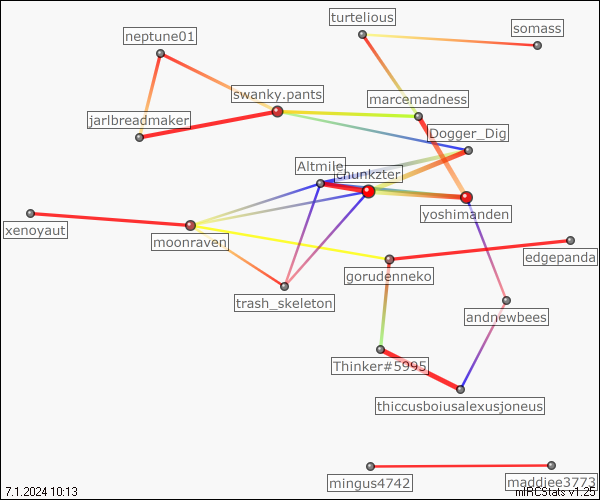 turtelious
somass
neptune01
swanky.pants
marcemadness
jarlbreadmaker
Dogger_Dig
Altmile
chunkzter
yoshimanden
xenoyaut
moonraven
edgepanda
gorudenneko
trash_skeleton
andnewbees
Thinker#5995
thiccusboiusalexusjoneus
mingus4742
maddiee3773
7.1.2024 10:13
mIRCStats v1.25